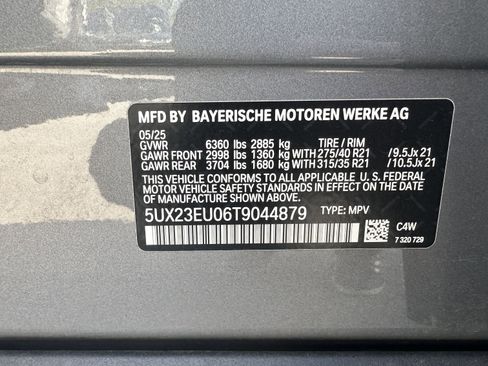 MFD BY BAYERISCHE MOTOREN WERKE AG
05/25
GVWR 6360 lbs 2885 kg TIRE / RIM
GAWR FRONT 2998 lbs 1360 kg WITH 275/40 R21 /9.5Jx 21
GAWR REAR 3704 lbs 1680 kg WITH 315/35 R21 /10.5Jx 21
THIS VEHICLE CONFORMS TO ALL APPLICABLE U. S. FEDERAL
MOTOR VEHICLE SAFETY AND THEFT PREVENTION STANDARDS IN
EFFECT ON THE DATE OF MANUFACTURE SHOWN ABOVE.
5UX23EU06T9044879 TYPE: MPV
C4W
7 320 729